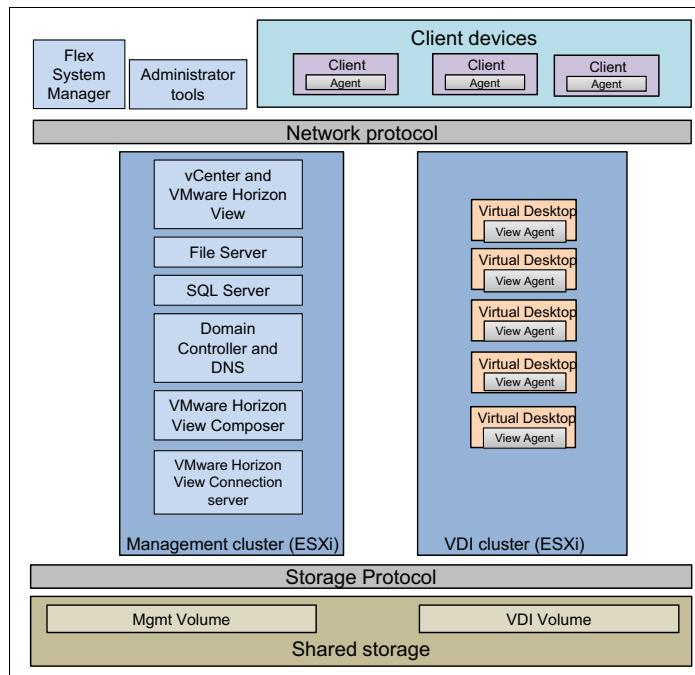 Flex
System
Manager
Administrator
tools
Client devices
Client
Agent
Client
Agent
Client
Agent
Network protocol
vCenter and
VMware Horizon
View
File Server
SQL Server
Domain
Controller and
DNS
VMware Horizon
View Composer
VMware Horizon
View Connection
server
Management cluster (ESXi)
Virtual Desktop
View Agent
Virtual Desktop
View Agent
Virtual Desktop
View Agent
Virtual Desktop
View Agent
Virtual Desktop
View Agent
VDI cluster (ESXi)
Storage Protocol
Mgmt Volume
VDI Volume
Shared storage